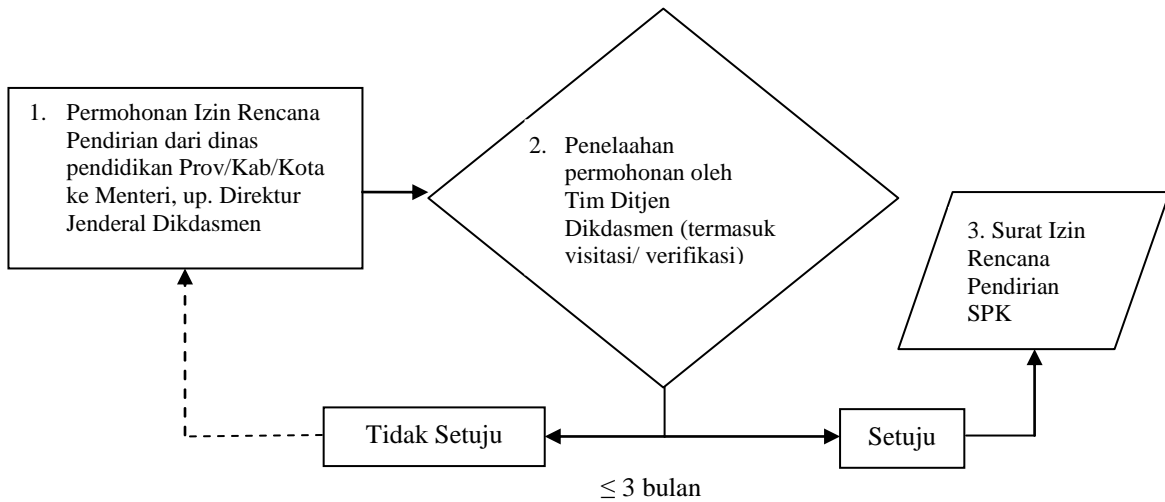 1. Permohonan Izin Rencana
Pendirian dari dinas
pendidikan Prov/Kab/Kota
ke Menteri, up. Direktur
Jenderal Dikdasmen
2. Penelaahan
permohonan oleh
Tim Ditjen
Dikdasmen (termasuk
visitasi/ verifikasi)
3. Surat Izin
Rencana
Pendirian
SPK
Tidak Setuju
Setuju
≤ 3 bulan